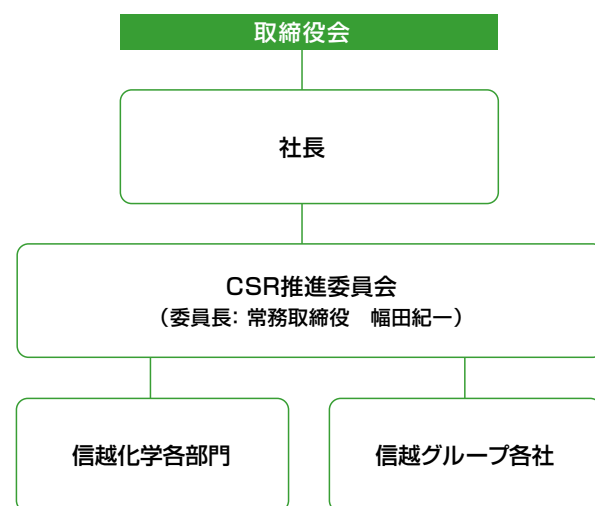 取締役会
社長
CSR推進委員会
（委員長：常務取締役　幅田紀一）
信越化学各部門
信越グループ各社